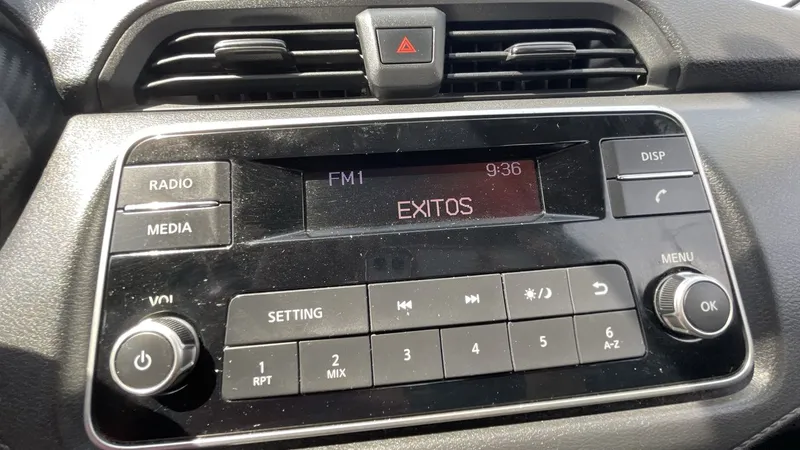 RADIO
MEDIA
FM1 9:36
EXITOS
DISP
MENU
VOL
SETTING
OK
1 RPT
2 MIX
3
4
5
6 A-Z